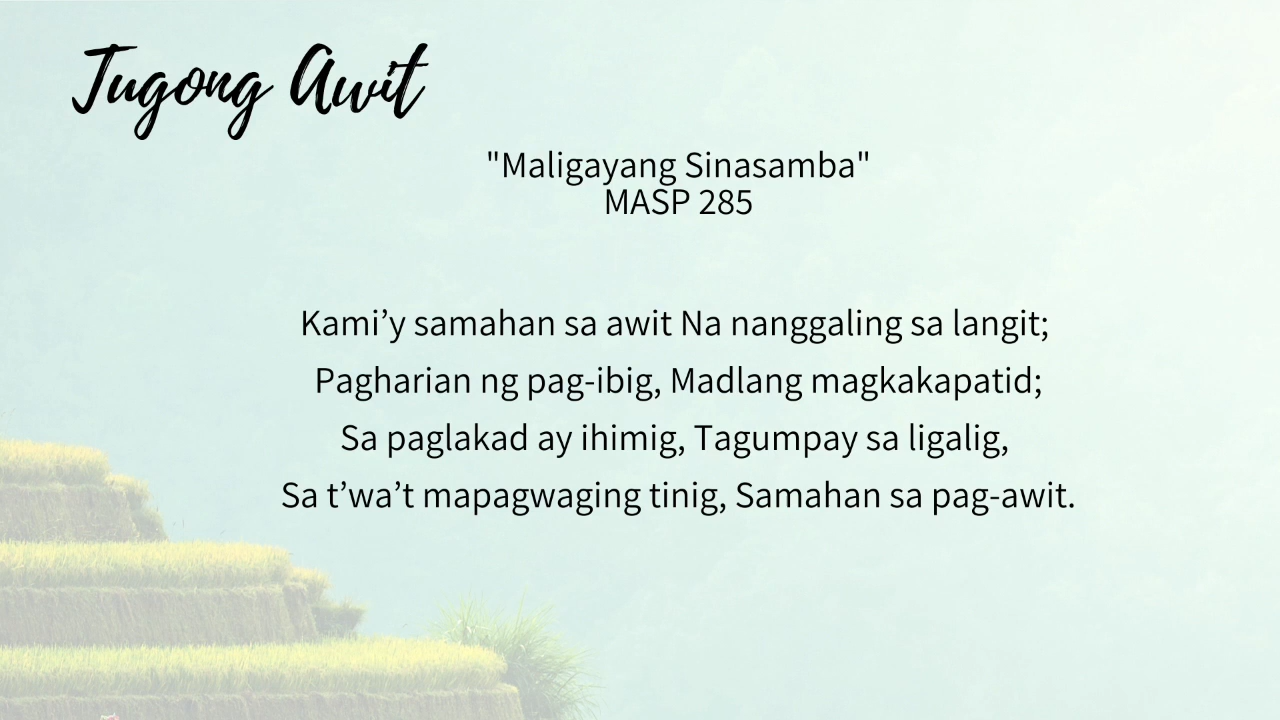 Tugong Awit
"Maligayang Sinasamba"
MASP 285
Kami’y samahan sa awit Na nanggaling sa langit;
Pagharian ng pag-ibig, Madlang magkakapatid;
Sa paglakad ay ihimig, Tagumpay sa ligalig,
Sa t’wa’t mapagwaging tinig, Samahan sa pag-awit.